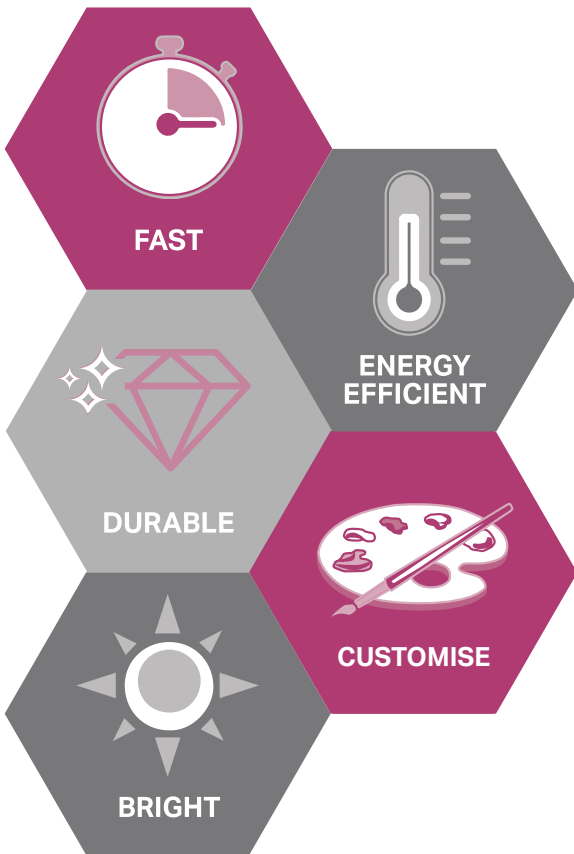 FAST
ENERGY
EFFICIENT
DURABLE
CUSTOMISE
BRIGHT